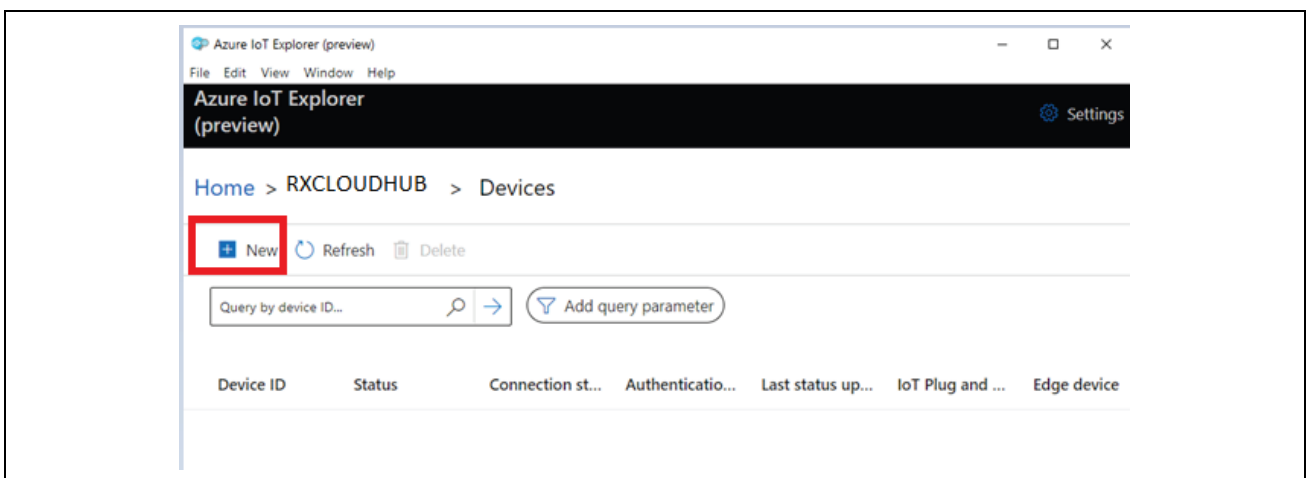 Azure IoT Explorer (preview)
File Edit View Window Help
Azure IoT Explorer
(preview)
Settings
Home > RXCLOUDHUB > Devices
New Refresh Delete
Query by device ID... Add query parameter
Device ID Status Connection st... Authenticatio... Last status up... IoT Plug and ... Edge device